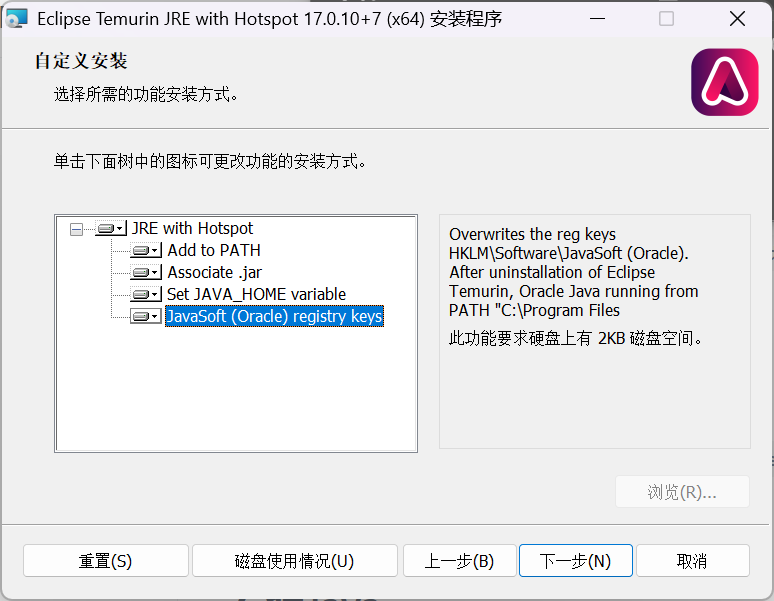 Eclipse Temurin JRE with Hotspot 17.0.10+7 (x64) 安装程序
自定义安装
选择所需的功能安装方式。
单击下面树中的图标可更改功能的安装方式。
JRE with Hotspot
Add to PATH
Associate .jar
Set JAVA_HOME variable
JavaSoft (Oracle) registry keys
Overwrites the reg keys
HKLM\Software\JavaSoft (Oracle).
After uninstallation of Eclipse
Temurin, Oracle Java running from
PATH "C:\Program Files
此功能要求硬盘上有 2KB 磁盘空间。
浏览(R)...
重置(S)
磁盘使用情况(U)
上一步(B)
下一步(N)
取消